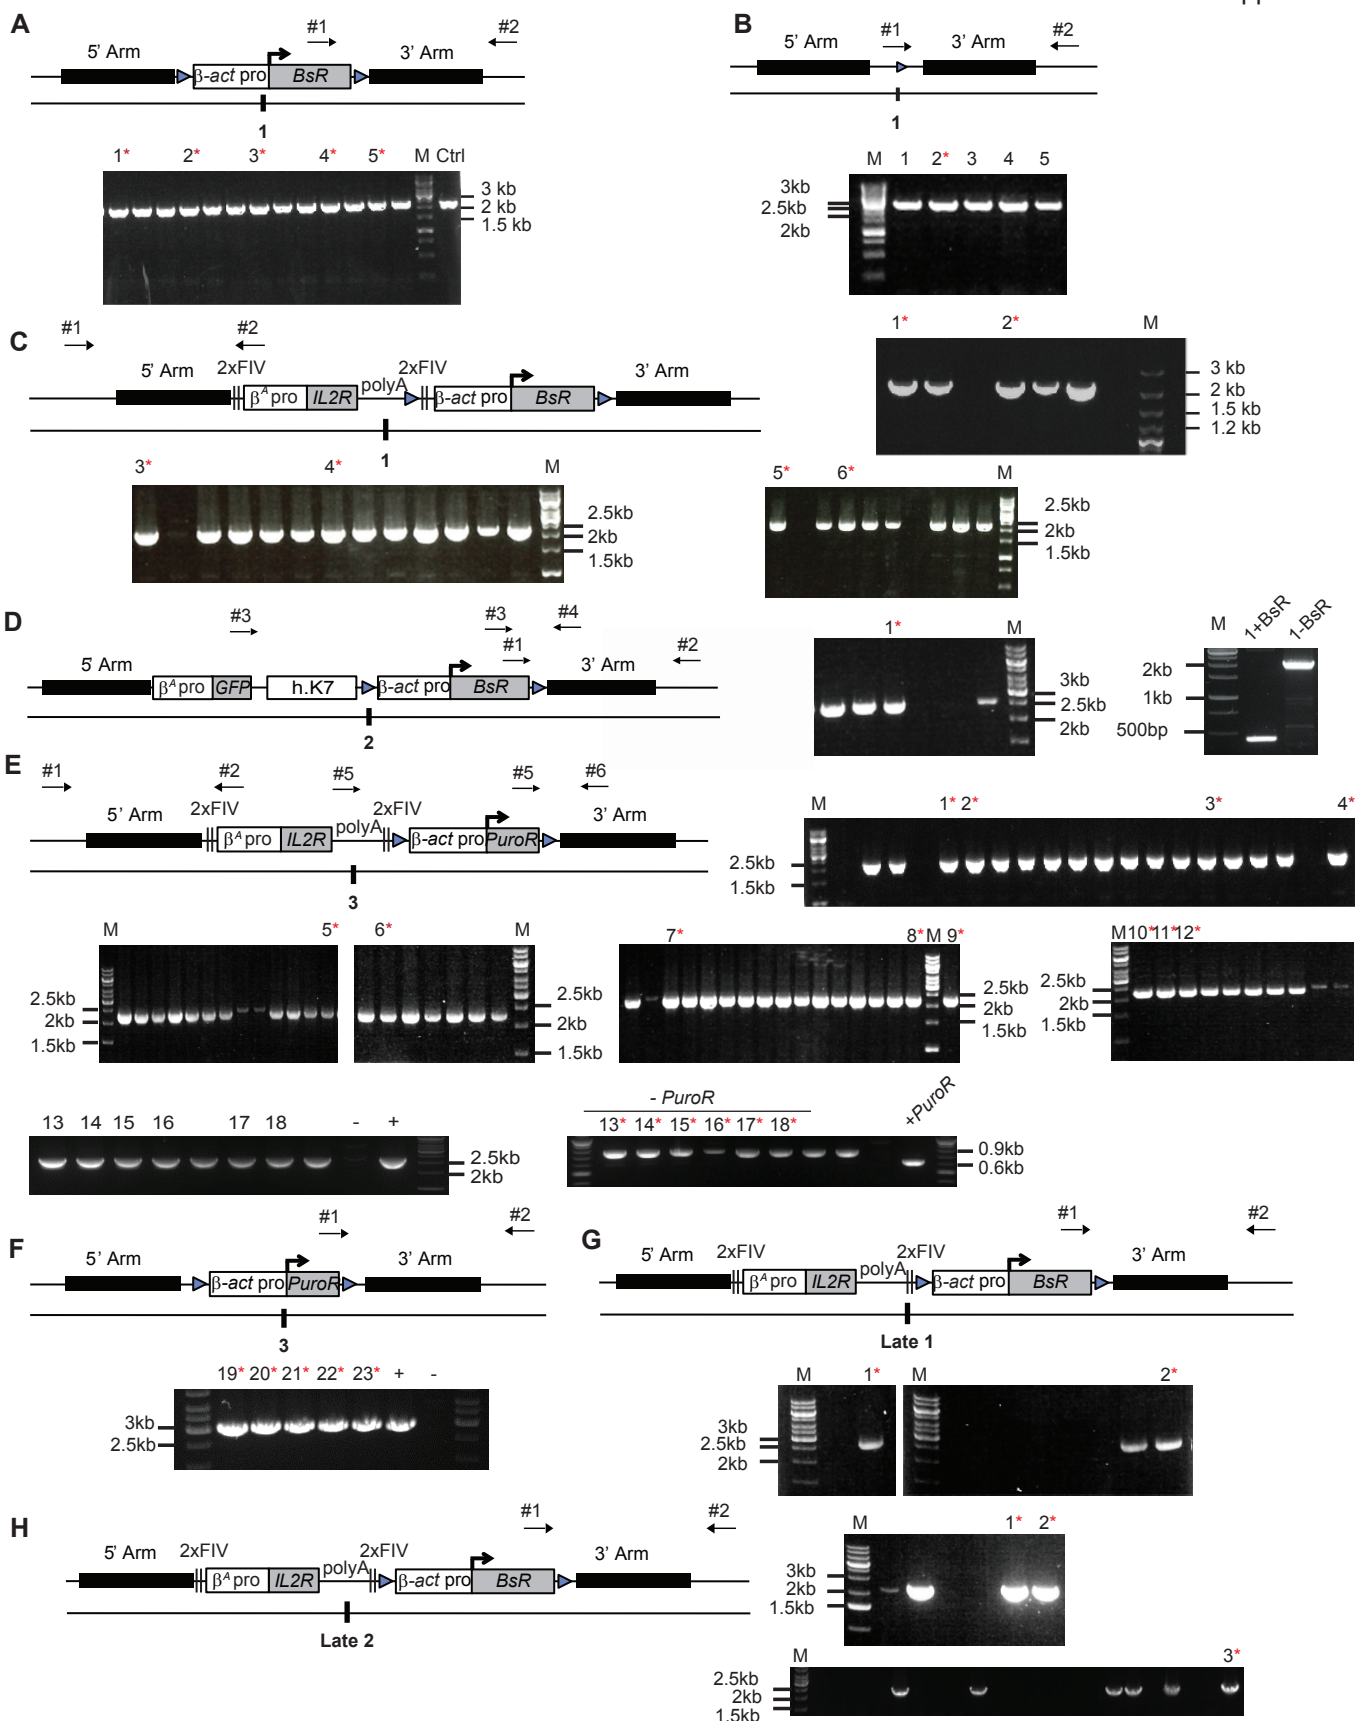 A
#1
#2
5' Arm
3' Arm
β-act pro
BsR
1
1* 2* 3* 4* 5* M Ctrl
3 kb
2 kb
1.5 kb
B
#1
#2
5' Arm
3' Arm
1
M 1 2* 3 4 5
3kb
2.5kb
2kb
C
#1
#2
5' Arm
2xFIV
polyA
2xFIV
3' Arm
βA pro
IL2R
β-act pro
BsR
1
1* 2* M
3 kb
2 kb
1.5 kb
1.2 kb
3* 4* M
2.5kb
2kb
1.5kb
5* 6* M
2.5kb
2kb
1.5kb
D
#3
#3
#4
#1
#2
5' Arm
3' Arm
βA pro
GFP
h.K7
β-act pro
BsR
2
1* M
3kb
2.5kb
2kb
M 1+BsR 1-BsR
2kb
1kb
500bp
E
#1
#2
#5
#5
#6
5' Arm
2xFIV
polyA
2xFIV
3' Arm
βA pro
IL2R
β-act pro
PuroR
3
M 1* 2* 3* 4*
2.5kb
1.5kb
M 5*
2.5kb
2kb
1.5kb
6* M
2.5kb
2kb
1.5kb
7* 8* M 9*
2.5kb
2kb
1.5kb
M 10* 11* 12*
2.5kb
2kb
1.5kb
13 14 15 16 17 18 - +
2.5kb
2kb
- PuroR
+PuroR
13* 14* 15* 16* 17* 18*
0.9kb
0.6kb
F
#1
#2
5' Arm
3' Arm
β-act pro
PuroR
3
19* 20* 21* 22* 23* + -
3kb
2.5kb
G
#1
#2
5' Arm
2xFIV
polyA
2xFIV
3' Arm
βA pro
IL2R
β-act pro
BsR
Late 1
M 1*
M 2*
3kb
2.5kb
2kb
H
#1
#2
5' Arm
2xFIV
polyA
2xFIV
3' Arm
βA pro
IL2R
β-act pro
BsR
Late 2
M 1* 2*
3kb
2kb
1.5kb
M 3*
2.5kb
2kb
1.5kb